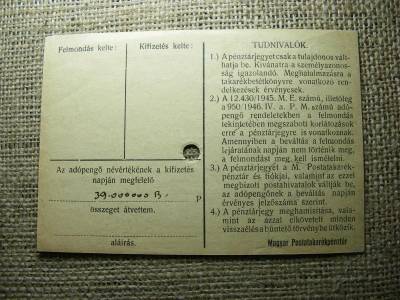 Felmondás kelte:
Kifizetés kelte:
Az adópengő névértékének a kifizetés
napján megfelelő
39.000000 B. P
összeget átvettem.
aláírás.
TUDNIVALÓK.
1.) A pénztárjegyet csak a tulajdonos vált-
hatja be. Kívánatra a személyazonos-
ság igazolandó. Meghatalmazásra a
takarékbetétkönyvre vonatkozó ren-
delkezések érvényesek.
2.) A 12.430/1945. M. E. számú, illetőleg
a 950/1946. IV. a. P. M. számú adó-
pengő rendeletekben a felmondás
tekintetében megszabott korlátozások
erre a pénztárjegyre is vonatkoznak.
Amennyiben a beváltás a felmondás
lejáratának napján nem történik meg,
a felmondást meg kell ismételni.
3.) A pénztárjegyet a M. Postatakarék-
pénztár és fiókjai, valamint az ezzel
megbízott postahivatalok váltják be,
az adópengőnek a beváltás napján
érvényes jelzőszáma szerint.
4.) A pénztárjegy meghamisítása, vala-
mint az azzal elkövetett minden
visszaélés a büntető törvénybe ütközik.
Magyar Postatakarékpénztár